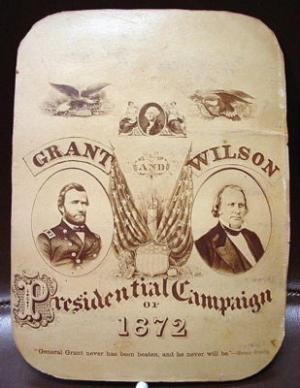 GRANT AND WILSON
Presidential Campaign
OF
1872
"General Grant never has been beaten, and he never will be."